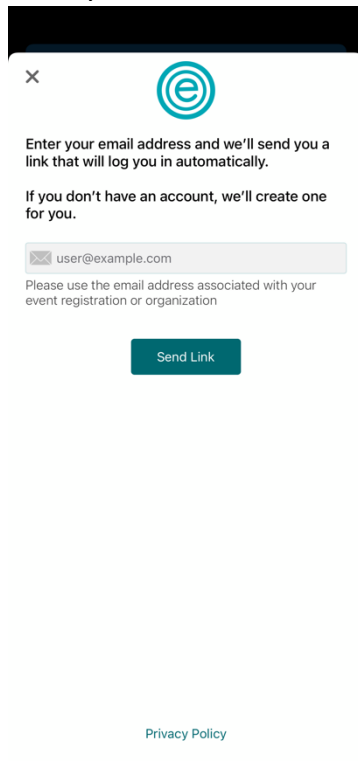 Enter your email address and we'll send you a
link that will log you in automatically.
If you don't have an account, we'll create one
for you.
user@example.com
Please use the email address associated with your
event registration or organization
Send Link
Privacy Policy